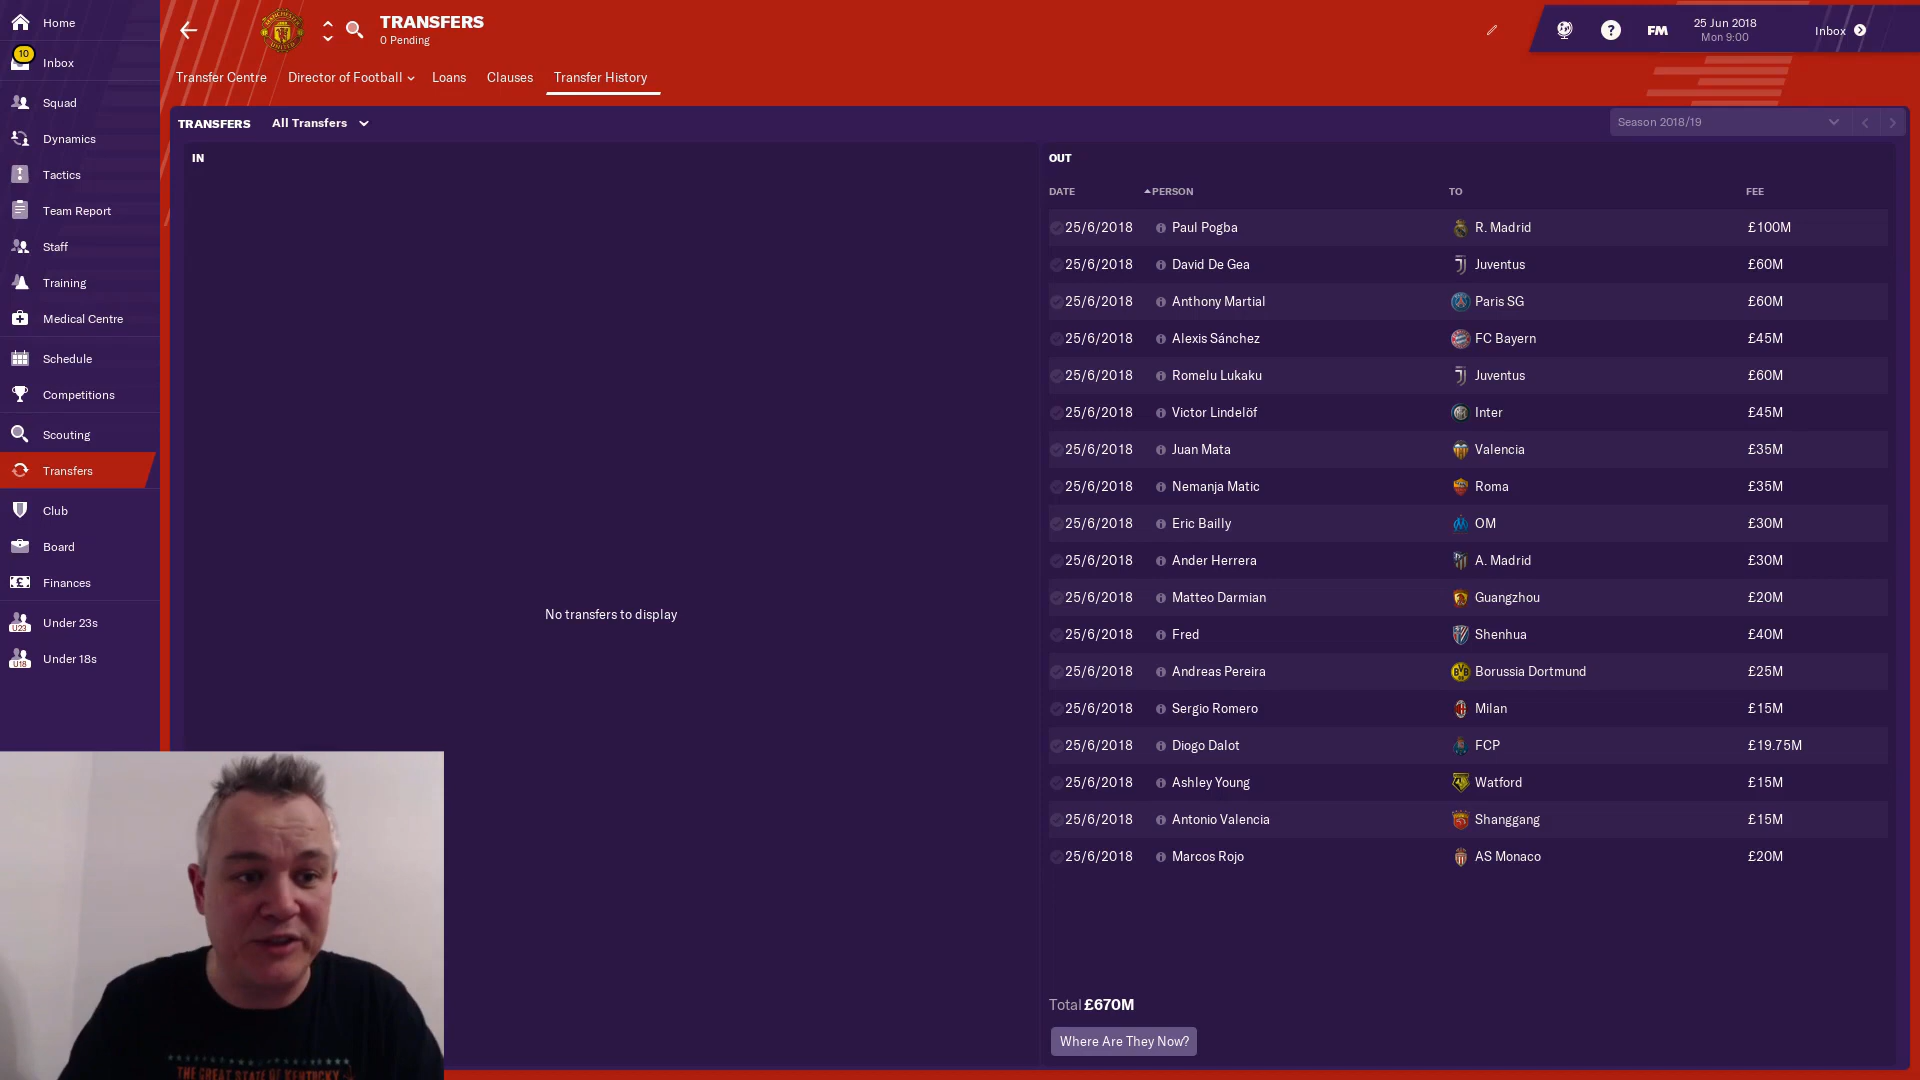 Home
10
Inbox
Squad
Dynamics
Tactics
Team Report
Staff
Training
Medical Centre
Schedule
Competitions
Scouting
Transfers
Club
Board
Finances
U23 Under 23s
U18 Under 18s
TRANSFERS
0 Pending
FM
25 Jun 2018
Mon 9:00
Inbox
Transfer Centre Director of Football Loans Clauses Transfer History
TRANSFERS All Transfers Season 2018/19
IN
No transfers to display
OUT
DATE PERSON TO FEE
25/6/2018 Paul Pogba R. Madrid £100M
25/6/2018 David De Gea Juventus £60M
25/6/2018 Anthony Martial Paris SG £60M
25/6/2018 Alexis Sánchez FC Bayern £45M
25/6/2018 Romelu Lukaku Juventus £60M
25/6/2018 Victor Lindelöf Inter £45M
25/6/2018 Juan Mata Valencia £35M
25/6/2018 Nemanja Matic Roma £35M
25/6/2018 Eric Bailly OM £30M
25/6/2018 Ander Herrera A. Madrid £30M
25/6/2018 Matteo Darmian Guangzhou £20M
25/6/2018 Fred Shenhua £40M
25/6/2018 Andreas Pereira Borussia Dortmund £25M
25/6/2018 Sergio Romero Milan £15M
25/6/2018 Diogo Dalot FCP £19.75M
25/6/2018 Ashley Young Watford £15M
25/6/2018 Antonio Valencia Shanggang £15M
25/6/2018 Marcos Rojo AS Monaco £20M
Total £670M
Where Are They Now?
THE GREAT STATE OF KENTUCKY